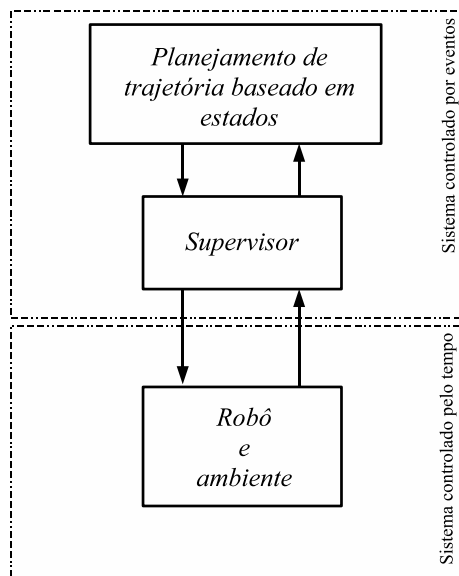 Planejamento de
trajetória baseado em
estados
Supervisor
Sistema controlado por eventos
Robô
e
ambiente
Sistema controlado pelo tempo